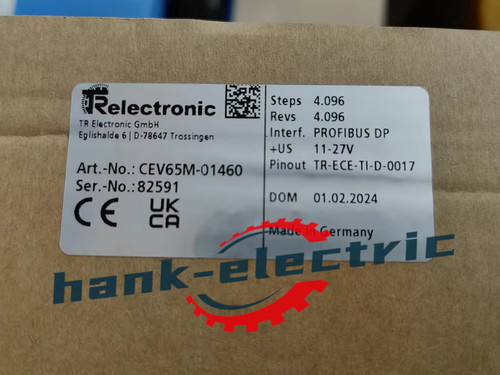 TRelectronic
TR Electronic GmbH
Eglishalde 6 | D-78647 Trossingen
Art.-No.: CEV65M-01460
Ser.-No.: 82591
CE UK CA
Steps 4.096
Revs 4.096
Interf. PROFIBUS DP
+US 11-27V
Pinout TR-ECE-TI-D-0017
DOM 01.02.2024
Made in Germany
hank-electric